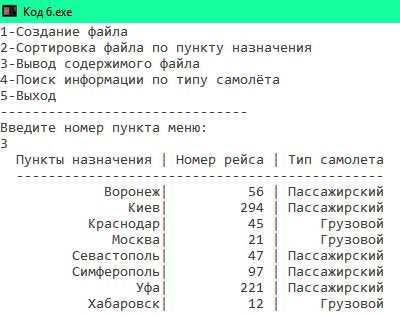 Код 6.exe
1-Создание файла
2-Сортировка файла по пункту назначения
3-Вывод содержимого файла
4-Поиск информации по типу самолёта
5-Выход
-------------------------------
Введите номер пункта меню:
3
Пункты назначения | Номер рейса | Тип самолета
----------------------------------------------
Воронеж| 56 | Пассажирский
Киев| 294 | Пассажирский
Краснодар| 45 | Грузовой
Москва| 21 | Грузовой
Севастополь| 47 | Пассажирский
Симферополь| 97 | Пассажирский
Уфа| 221 | Пассажирский
Хабаровск| 12 | Грузовой